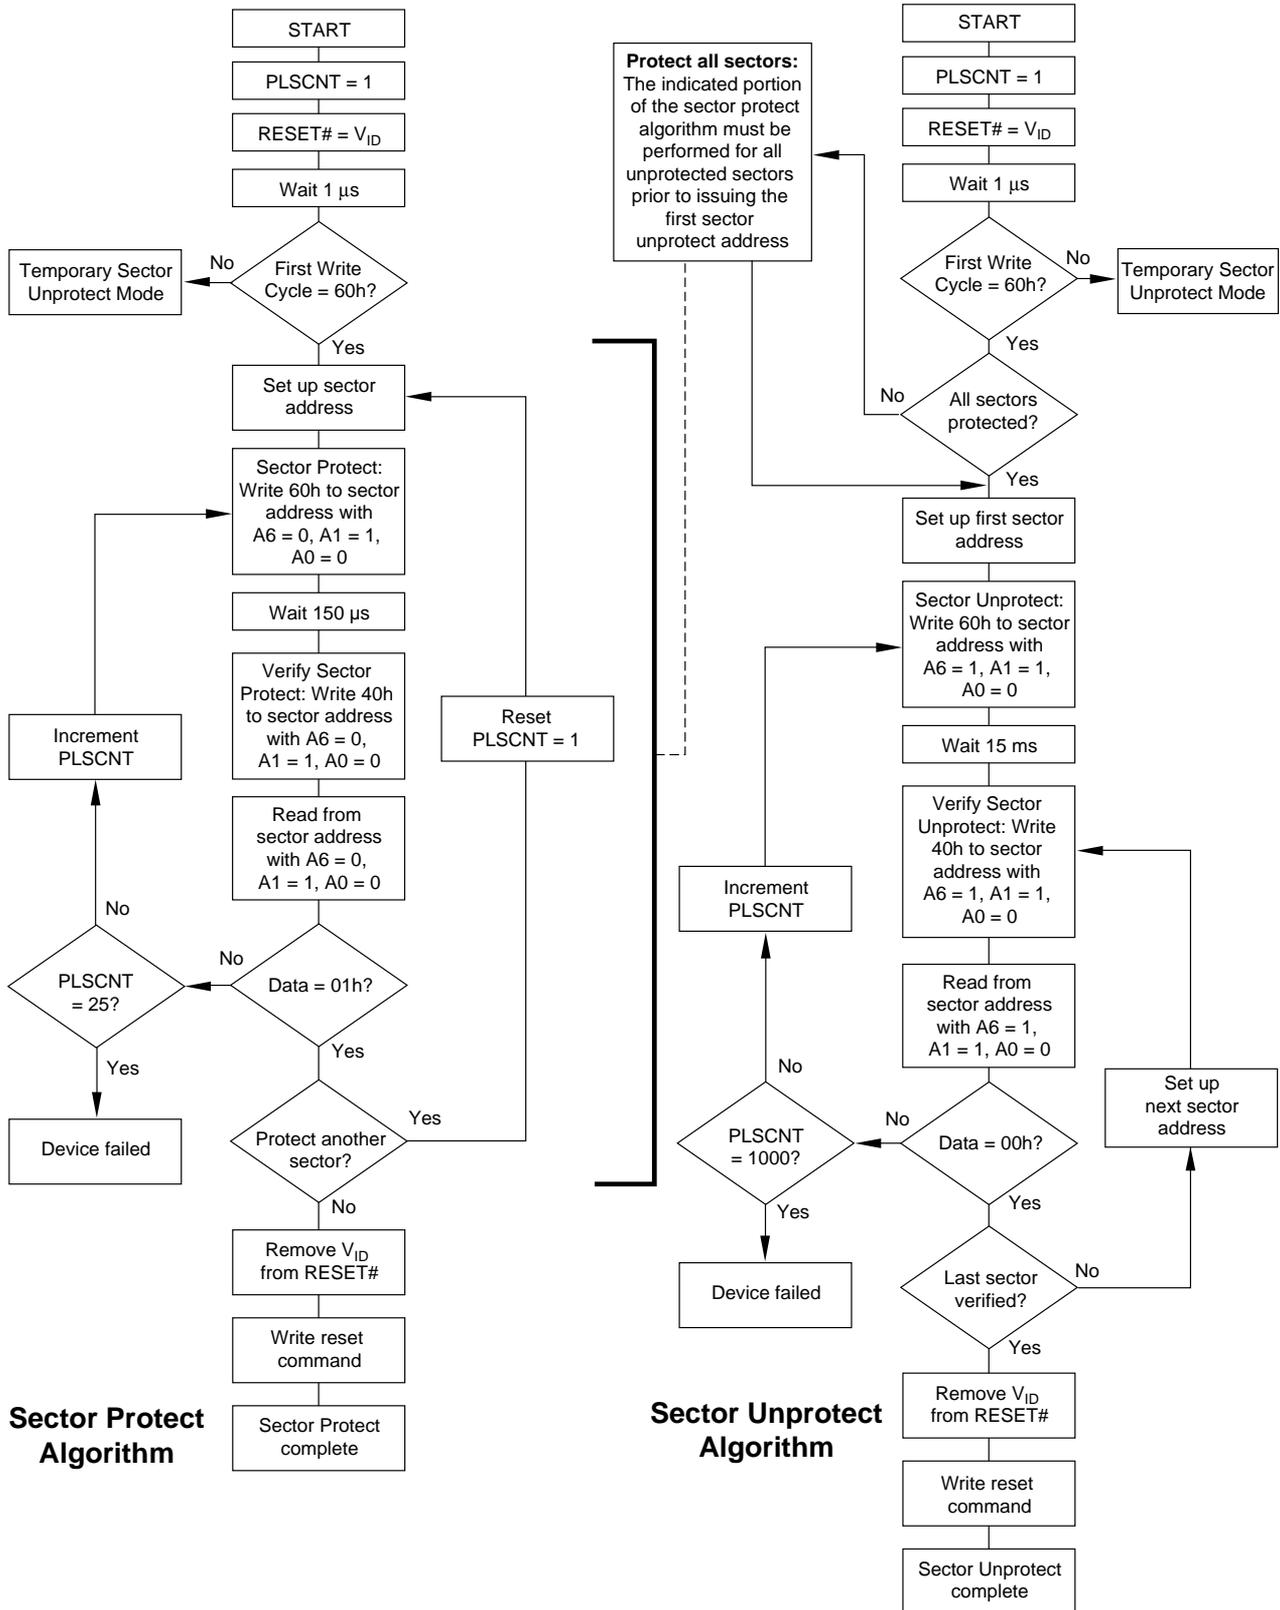 START
PLSCNT = 1
RESET# = VID
Wait 1 μs
First Write
Cycle = 60h?
No
Temporary Sector
Unprotect Mode
Yes
Set up sector
address
Sector Protect:
Write 60h to sector
address with
A6 = 0, A1 = 1,
A0 = 0
Wait 150 µs
Verify Sector
Protect: Write 40h
to sector address
with A6 = 0,
A1 = 1, A0 = 0
Reset
PLSCNT = 1
Increment
PLSCNT
Read from
sector address
with A6 = 0,
A1 = 1, A0 = 0
No
PLSCNT
= 25?
No
Data = 01h?
Yes
Yes
Device failed
Protect another
sector?
Yes
No
Remove VID
from RESET#
Write reset
command
Sector Protect
complete
Sector Protect
Algorithm
Protect all sectors:
The indicated portion
of the sector protect
algorithm must be
performed for all
unprotected sectors
prior to issuing the
first sector
unprotect address
START
PLSCNT = 1
RESET# = VID
Wait 1 μs
First Write
Cycle = 60h?
No
Temporary Sector
Unprotect Mode
Yes
No
All sectors
protected?
Yes
Set up first sector
address
Sector Unprotect:
Write 60h to sector
address with
A6 = 1, A1 = 1,
A0 = 0
Wait 15 ms
Verify Sector
Unprotect: Write
40h to sector
address with
A6 = 1, A1 = 1,
A0 = 0
Increment
PLSCNT
Read from
sector address
with A6 = 1,
A1 = 1, A0 = 0
No
PLSCNT
= 1000?
No
Data = 00h?
Set up
next sector
address
Yes
Yes
Device failed
Last sector
verified?
No
Yes
Remove VID
from RESET#
Write reset
command
Sector Unprotect
complete
Sector Unprotect
Algorithm